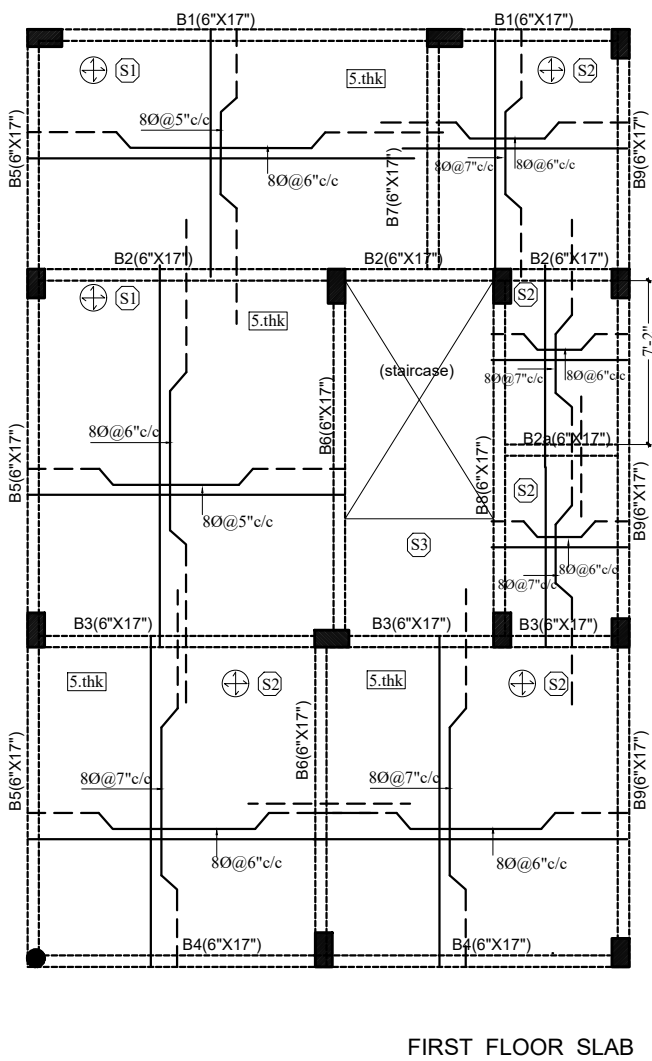 B1(6"X17")
B1(6"X17")
S1
S2
5.thk
8Ø@5"c/c
8Ø@6"c/c
8Ø@7"c/c
8Ø@6"c/c
B5(6"X17")
B7(6"X17")
B9(6"X17")
B2(6"X17")
B2(6"X17")
B2(6"X17")
S1
S2
5.thk
7'-2"
(staircase)
8Ø@7"c/c
8Ø@6"c/c
8Ø@6"c/c
B6(6"X17")
B2a(6"X17")
B5(6"X17")
B8(6"X17")
S2
B9(6"X17")
8Ø@5"c/c
S3
8Ø@7"c/c
8Ø@6"c/c
B3(6"X17")
B3(6"X17")
B3(6"X17")
5.thk
S2
5.thk
S2
B5(6"X17")
B6(6"X17")
B9(6"X17")
8Ø@7"c/c
8Ø@7"c/c
8Ø@6"c/c
8Ø@6"c/c
B4(6"X17")
B4(6"X17")
FIRST FLOOR SLAB